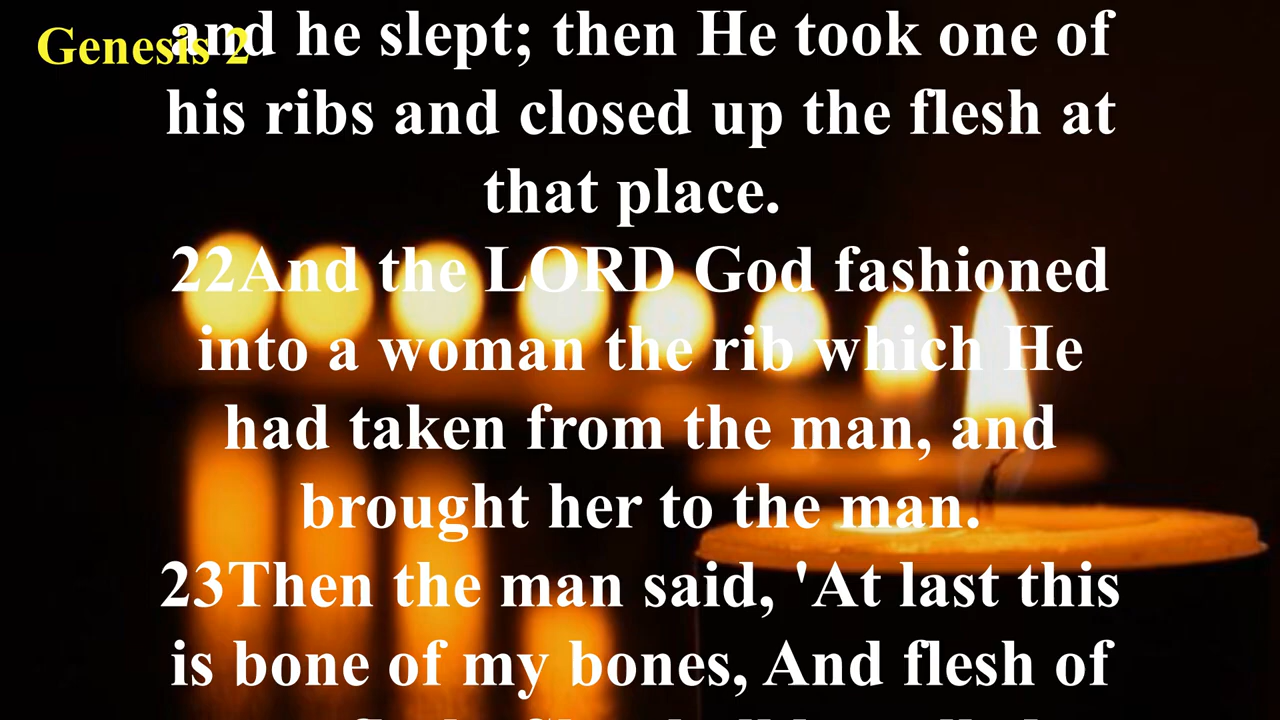 Genesis 2
and he slept; then He took one of
his ribs and closed up the flesh at
that place.
22And the LORD God fashioned
into a woman the rib which He
had taken from the man, and
brought her to the man.
23Then the man said, 'At last this
is bone of my bones, And flesh of